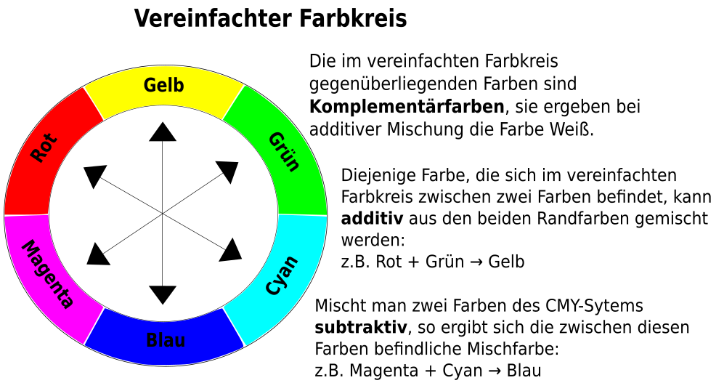 Vereinfachter Farbkreis
Gelb
Grün
Cyan
Blau
Magenta
Rot
Die im vereinfachten Farbkreis
gegenüberliegenden Farben sind
Komplementärfarben, sie ergeben bei
additiver Mischung die Farbe Weiß.
Diejenige Farbe, die sich im vereinfachten
Farbkreis zwischen zwei Farben befindet, kann
additiv aus den beiden Randfarben gemischt
werden:
z.B. Rot + Grün → Gelb
Mischt man zwei Farben des CMY-Sytems
subtraktiv, so ergibt sich die zwischen diesen
Farben befindliche Mischfarbe:
z.B. Magenta + Cyan → Blau